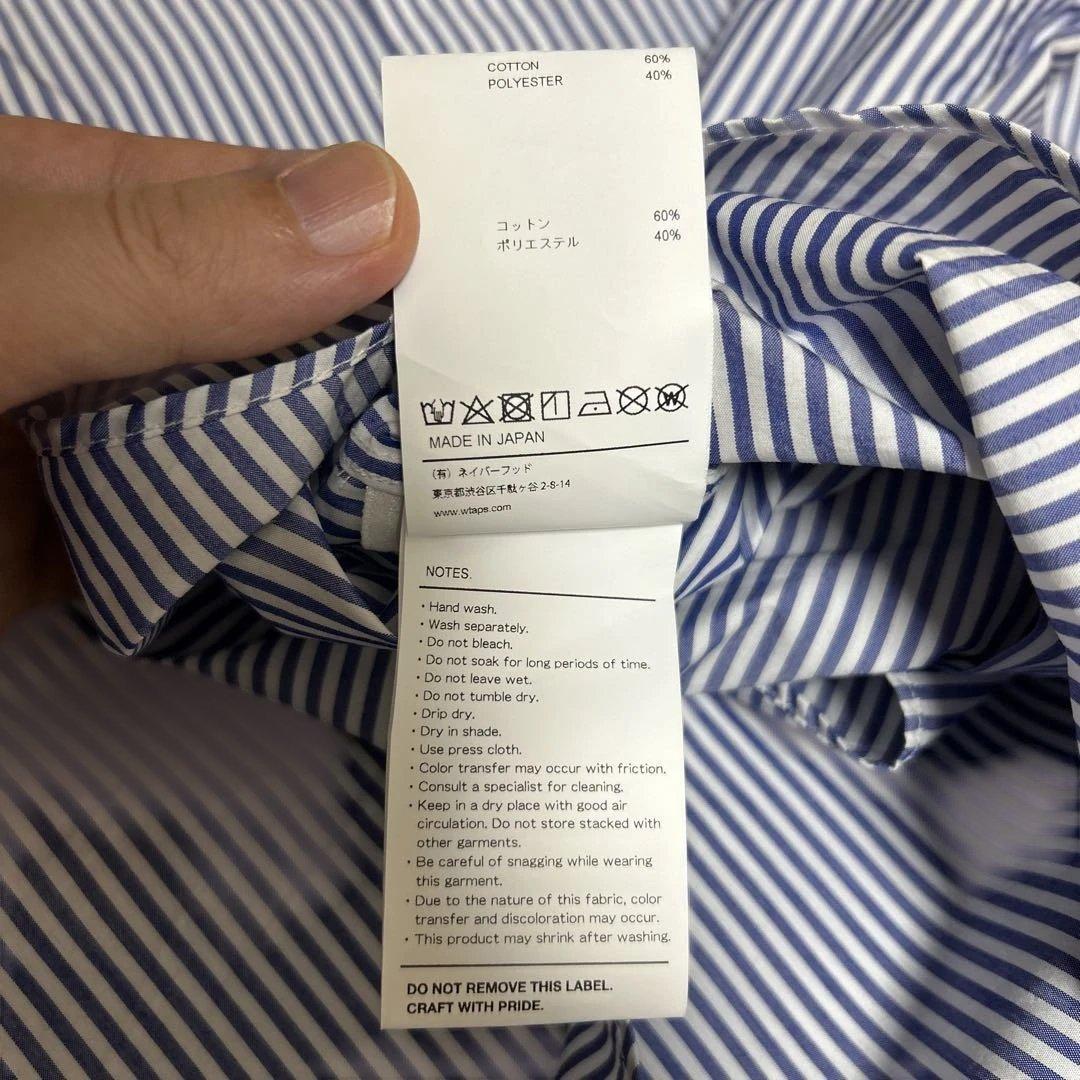 COTTON 60%
POLYESTER 40%
コットン 60%
ポリエステル 40%
W
MADE IN JAPAN
(有) ネイバーフッド
東京都渋谷区千駄ヶ谷 2-8-14
www.wtaps.com
NOTES.
・Hand wash.
・Wash separately.
・Do not bleach.
・Do not soak for long periods of time.
・Do not leave wet.
・Do not tumble dry.
・Drip dry.
・Dry in shade.
・Use press cloth.
・Color transfer may occur with friction.
・Consult a specialist for cleaning.
・Keep in a dry place with good air
circulation. Do not store stacked with
other garments.
・Be careful of snagging while wearing
this garment.
・Due to the nature of this fabric, color
transfer and discoloration may occur.
・This product may shrink after washing.
DO NOT REMOVE THIS LABEL.
CRAFT WITH PRIDE.